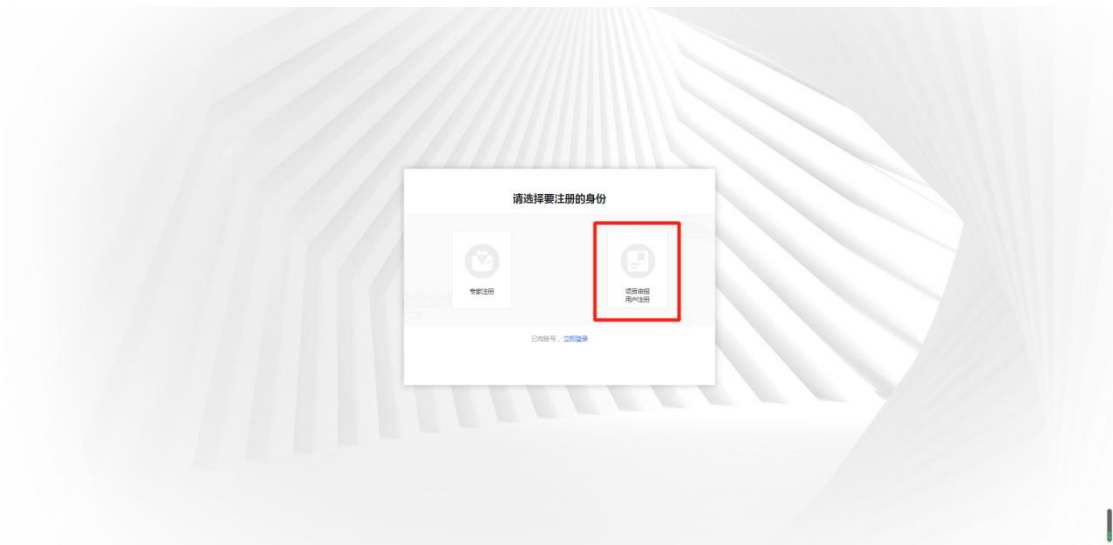 请选择要注册的身份
专家注册
项目申报
用户注册
已有账号，立即登录